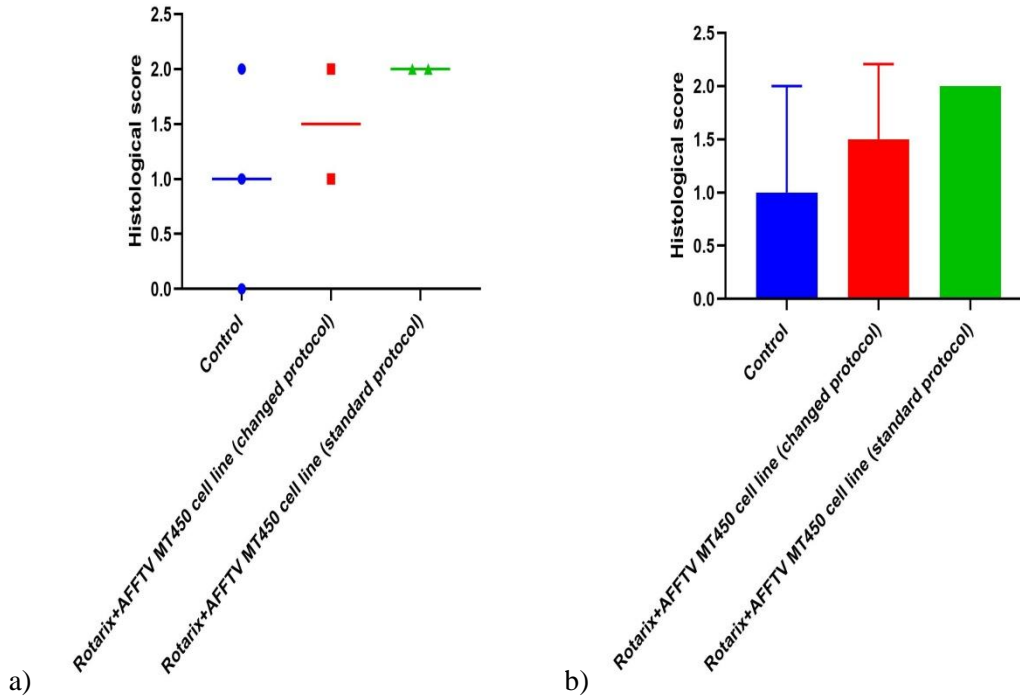 Histological score
2.5
2.0
1.5
1.0
0.5
0.0
Control
Rotarix+AFFTV MT450 cell line (changed protocol)
Rotarix+AFFTV MT450 cell line (standard protocol)
a)
Histological score
2.5
2.0
1.5
1.0
0.5
0.0
Control
Rotarix+AFFTV MT450 cell line (changed protocol)
Rotarix+AFFTV MT450 cell line (standard protocol)
b)